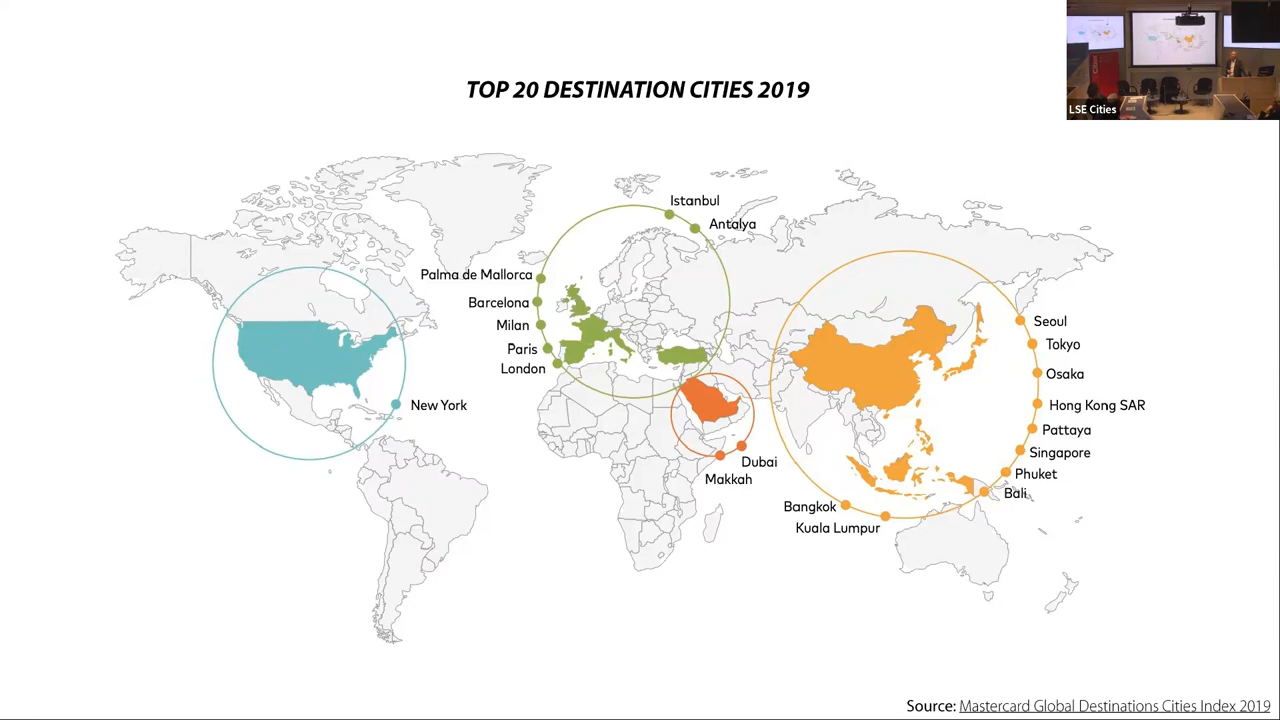 LSE Cities
TOP 20 DESTINATION CITIES 2019
Istanbul
Antalya
Palma de Mallorca
Barcelona
Milan
Paris
London
New York
Dubai
Makkah
Seoul
Tokyo
Osaka
Hong Kong SAR
Pattaya
Singapore
Phuket
Bali
Bangkok
Kuala Lumpur
Source: Mastercard Global Destinations Cities Index 2019